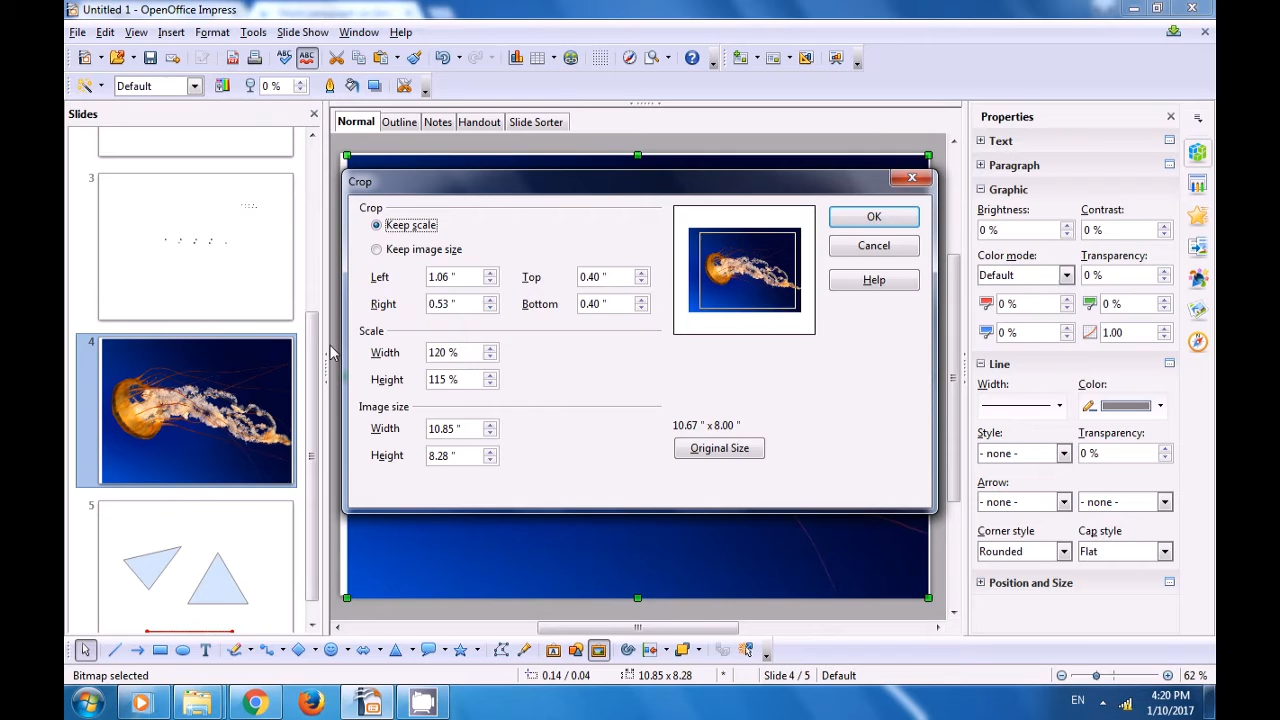 Untitled 1 - OpenOffice Impress
File Edit View Insert Format Tools Slide Show Window Help
Default 0 %
Slides
Normal Outline Notes Handout Slide Sorter
3
4
5
Crop
Crop
Keep scale
Keep image size
Left 1.06 " Top 0.40 "
Right 0.53 " Bottom 0.40 "
Scale
Width 120 %
Height 115 %
Image size
Width 10.85 "
Height 8.28 "
10.67 " x 8.00 "
Original Size
OK
Cancel
Help
Properties
Text
Paragraph
Graphic
Brightness: Contrast:
0 % 0 %
Color mode: Transparency:
Default 0 %
0 % 0 %
0 % 1.00
Line
Width: Color:
Style: Transparency:
- none - 0 %
Arrow:
- none - - none -
Corner style Cap style
Rounded Flat
Position and Size
Bitmap selected 0.14 / 0.04 10.85 x 8.28 * Slide 4 / 5 Default 62 %
EN 4:20 PM
1/10/2017